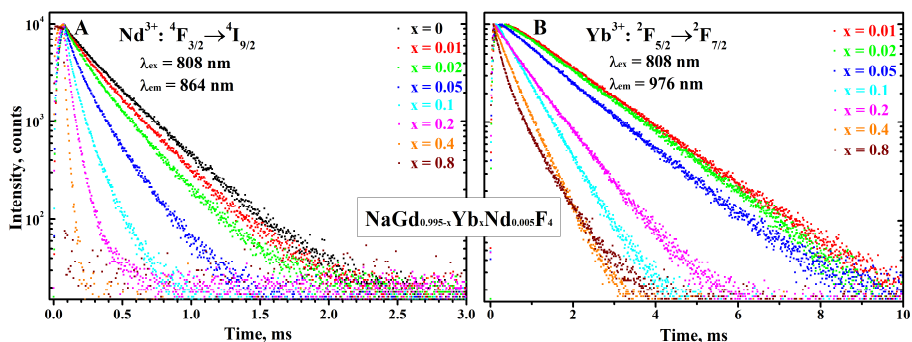 A
Nd³⁺: ⁴F₃/₂→⁴I₉/₂
λex = 808 nm
λem = 864 nm
x = 0
x = 0.01
x = 0.02
x = 0.05
x = 0.1
x = 0.2
x = 0.4
x = 0.8
10⁴
10³
10²
Intensity, counts
0.0 0.5 1.0 1.5 2.0 2.5 3.0
Time, ms
B
Yb³⁺: ²F₅/₂→²F₇/₂
λex = 808 nm
λem = 976 nm
x = 0.01
x = 0.02
x = 0.05
x = 0.1
x = 0.2
x = 0.4
x = 0.8
0 2 4 6 8 10
Time, ms
NaGd₀.₉₉₅₋ₓYbₓNd₀.₀₀₅F₄